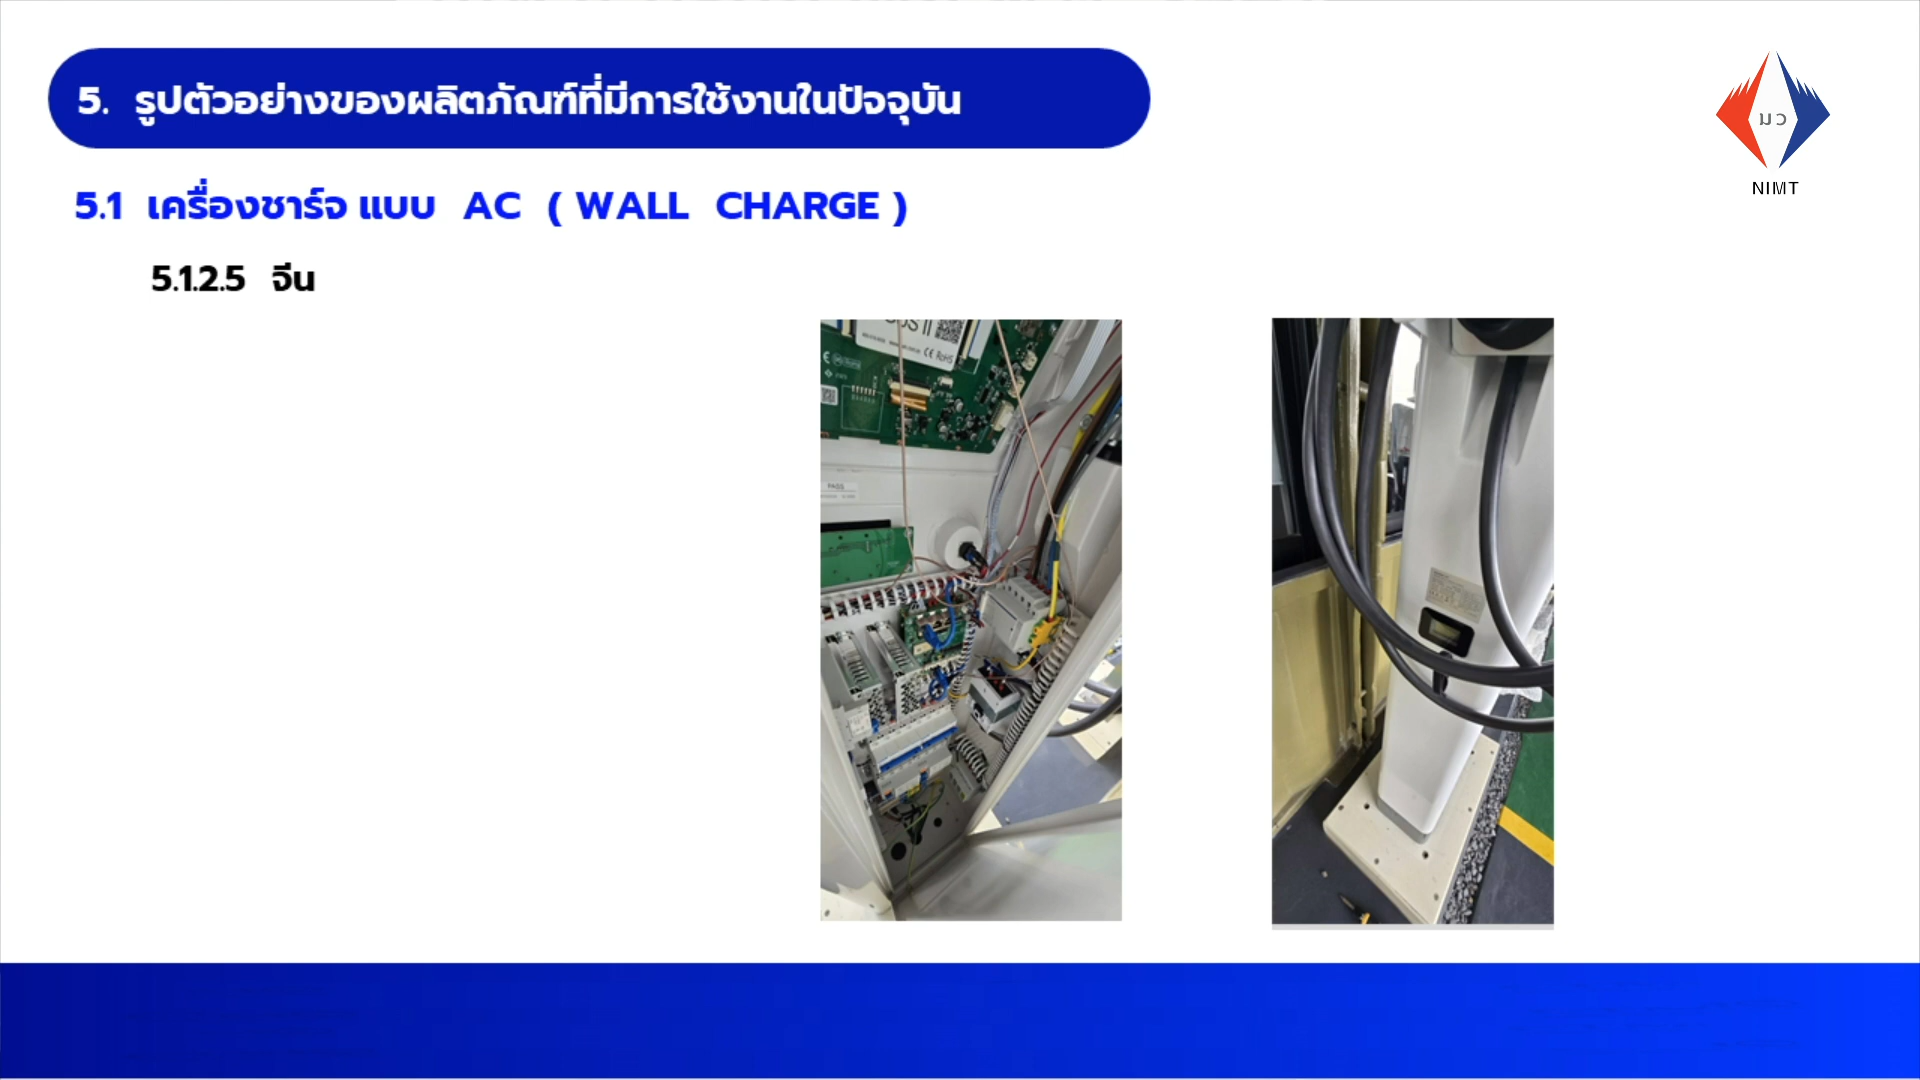 5. รูปตัวอย่างของผลิตภัณฑ์ที่มีการใช้งานในปัจจุบัน
มว
NIMT
5.1 เครื่องชาร์จ แบบ AC ( WALL CHARGE )
5.1.2.5 จีน
CE RoHS
PASS